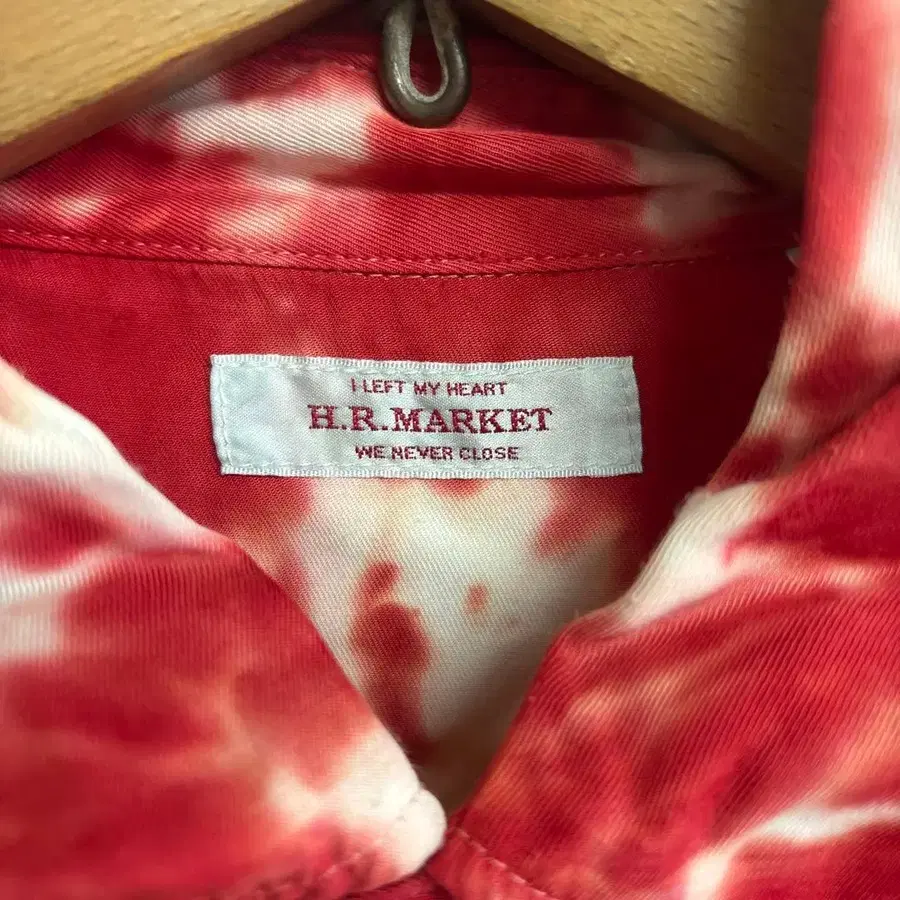 I LEFT MY HEART
H.R.MARKET
WE NEVER CLOSE